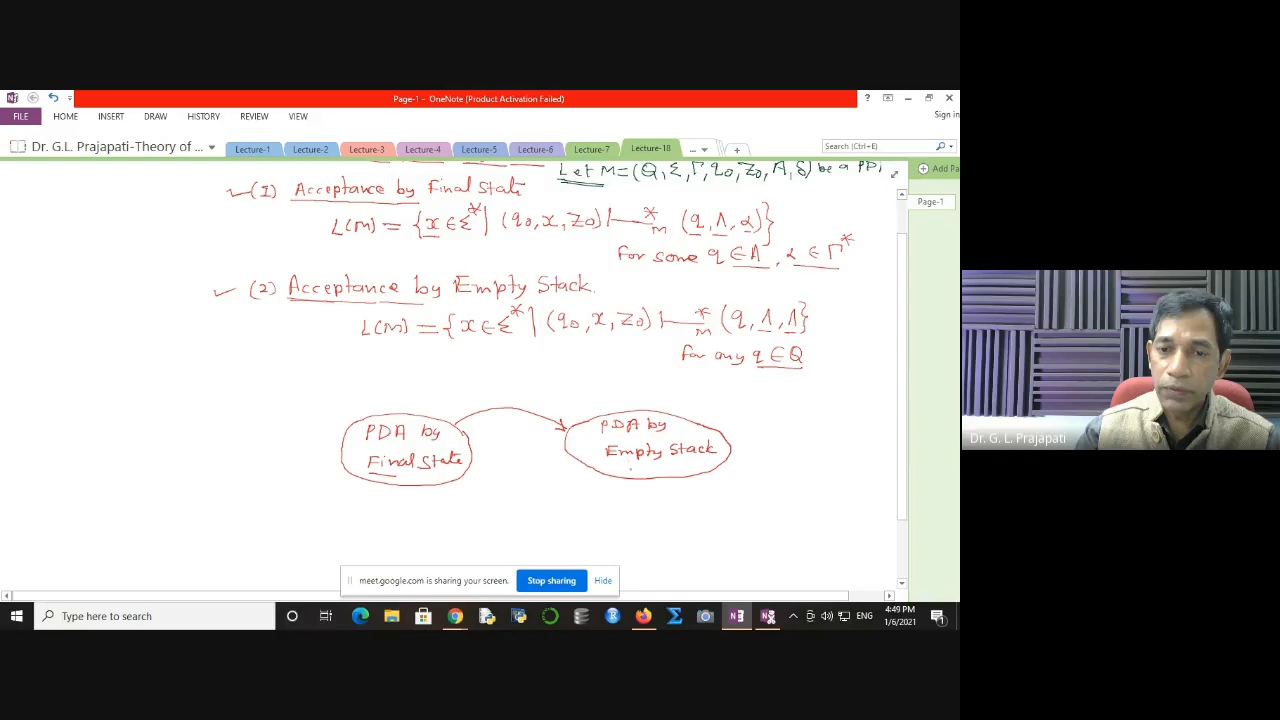 Page-1 - OneNote (Product Activation Failed)
FILE HOME INSERT DRAW HISTORY REVIEW VIEW
Sign in
Dr. G.L. Prajapati-Theory of ... Lecture-1 Lecture-2 Lecture-3 Lecture-4 Lecture-5 Lecture-6 Lecture-7 Lecture-18 ... Search (Ctrl+E)
Let M = (Q, Σ, Γ, q0, Z0, A, δ) be a PDA
Add Pa
Page-1
(1) Acceptance by Final State
L(M) = {x ∈ Σ* | (q0, x, Z0) ⊢*M (q, Λ, α)}
for some q ∈ A, α ∈ Γ*
(2) Acceptance by Empty Stack.
L(M) = {x ∈ Σ* | (q0, x, Z0) ⊢*M (q, Λ, Λ}
for any q ∈ Q
PDA by
Final State
PDA by
Empty Stack
Dr. G. L. Prajapati
meet.google.com is sharing your screen. Stop sharing Hide
Type here to search
ENG
4:49 PM
1/6/2021